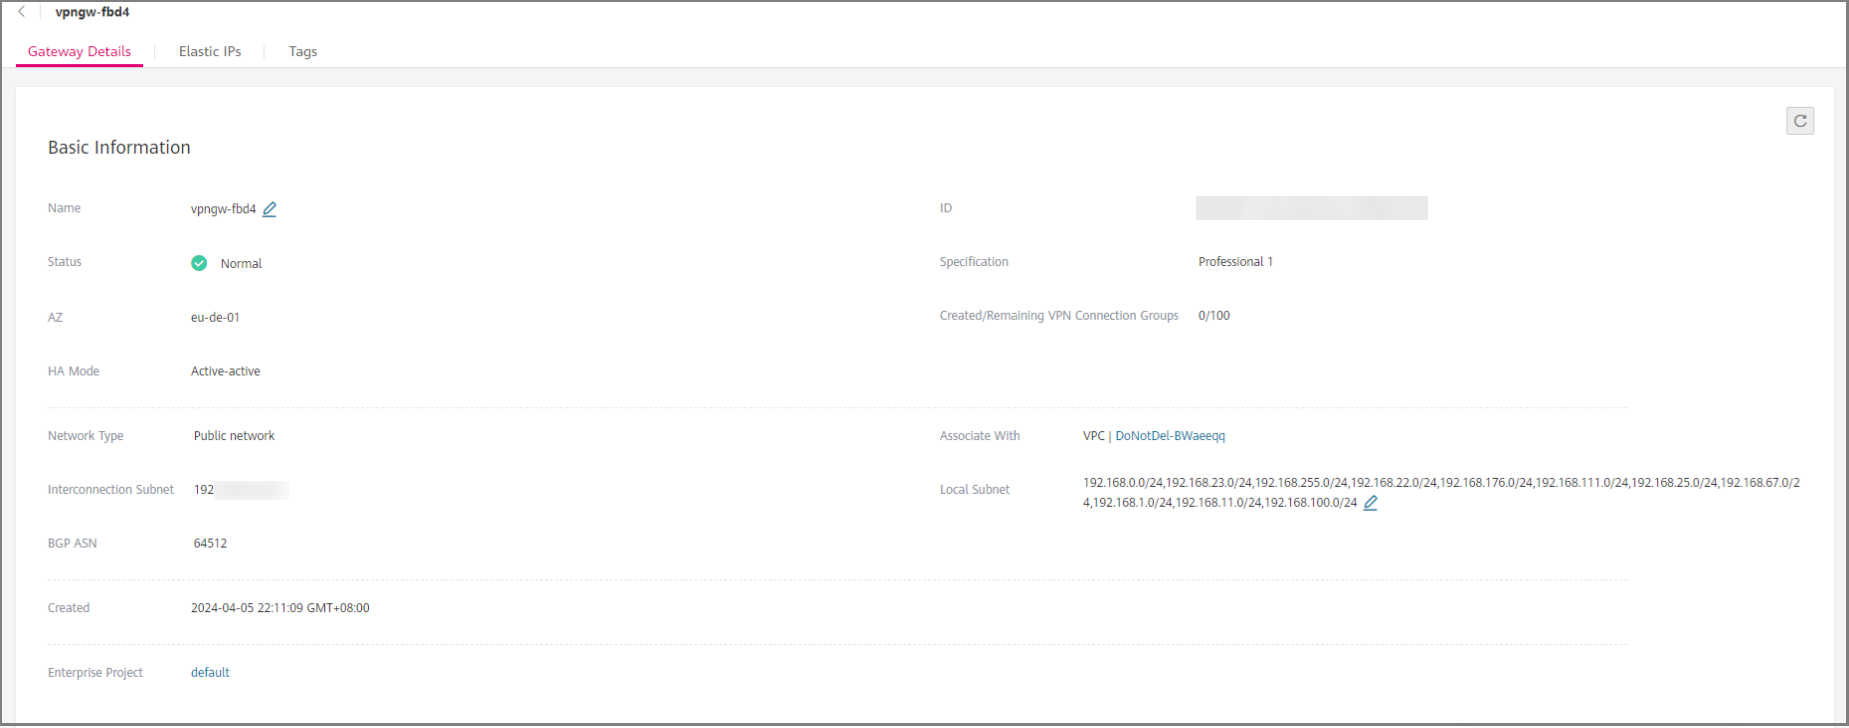 vpngw-fbd4
Gateway Details
Elastic IPs
Tags
Basic Information
Name
vpngw-fbd4
ID
Status
Normal
Specification
Professional 1
AZ
eu-de-01
Created/Remaining VPN Connection Groups
0/100
HA Mode
Active-active
Network Type
Public network
Associate With
VPC | DoNotDel-BWaeeqq
Interconnection Subnet
192
Local Subnet
192.168.0.0/24,192.168.23.0/24,192.168.255.0/24,192.168.22.0/24,192.168.176.0/24,192.168.111.0/24,192.168.25.0/24,192.168.67.0/2
4,192.168.1.0/24,192.168.11.0/24,192.168.100.0/24
BGP ASN
64512
Created
2024-04-05 22:11:09 GMT+08:00
Enterprise Project
default